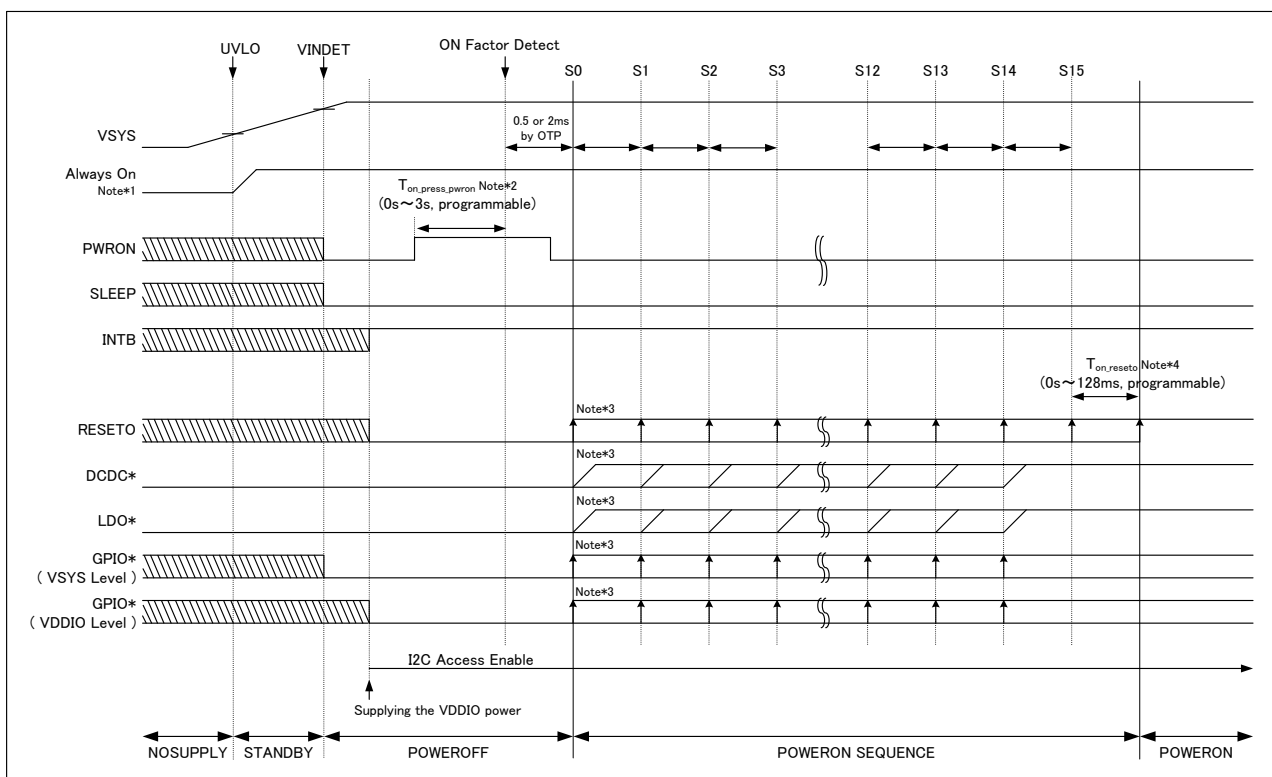 UVLO VINDET ON Factor Detect
S0 S1 S2 S3 S12 S13 S14 S15
VSYS
0.5 or 2ms
by OTP
Always On
Note*1
Ton_press_pwron Note*2
(0s～3s, programmable)
PWRON
SLEEP
INTB
Ton_reseto Note*4
(0s～128ms, programmable)
RESETO
Note*3
DCDC*
Note*3
LDO*
Note*3
GPIO*
( VSYS Level )
Note*3
GPIO*
( VDDIO Level )
Note*3
I2C Access Enable
Supplying the VDDIO power
NOSUPPLY STANDBY POWEROFF POWERON SEQUENCE POWERON